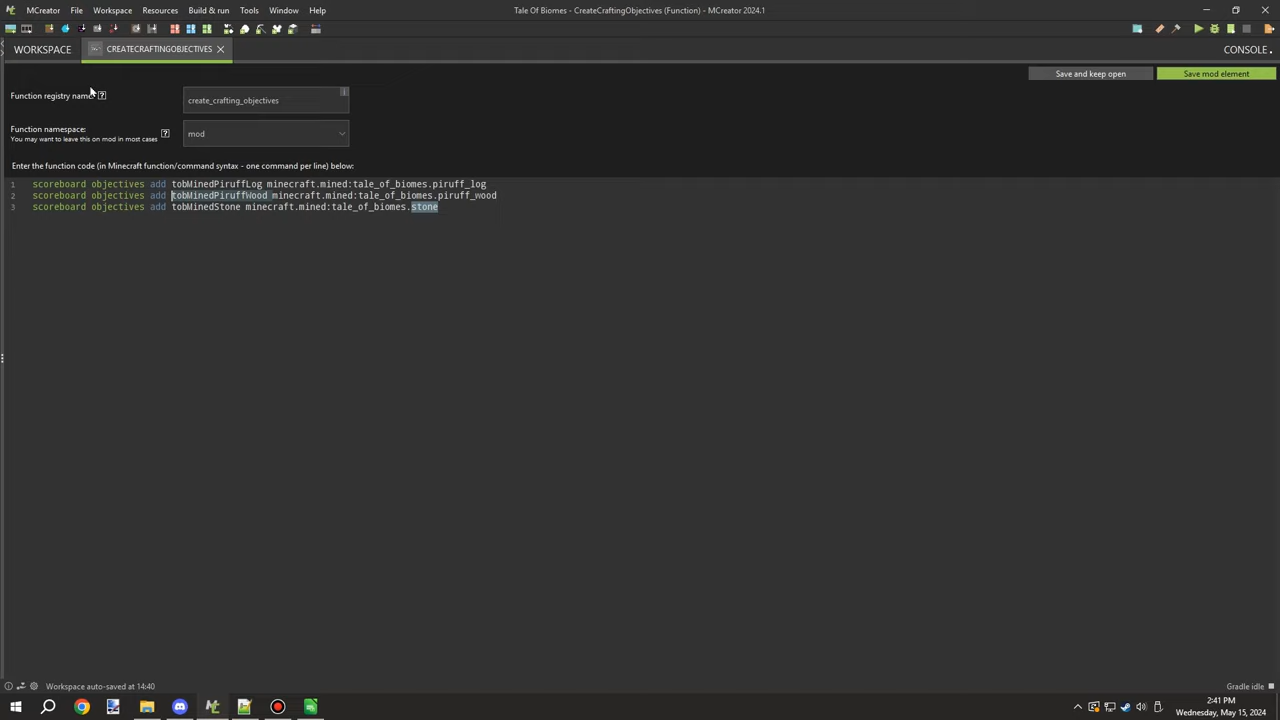 MCreator File Workspace Resources Build & run Tools Window Help
Tale Of Biomes - CreateCraftingObjectives (Function) - MCreator 2024.1
WORKSPACE
CREATECRAFTINGOBJECTIVES
CONSOLE
Save and keep open
Save mod element
Function registry name:
create_crafting_objectives
Function namespace:
You may want to leave this on mod in most cases
mod
Enter the function code (in Minecraft function/command syntax - one command per line) below:
1 scoreboard objectives add tobMinedPiruffLog minecraft.mined:tale_of_biomes.piruff_log
2 scoreboard objectives add tobMinedPiruffWood minecraft.mined:tale_of_biomes.piruff_wood
3 scoreboard objectives add tobMinedStone minecraft.mined:tale_of_biomes.stone
Workspace auto-saved at 14:40
Gradle idle
2:41 PM
Wednesday, May 15, 2024